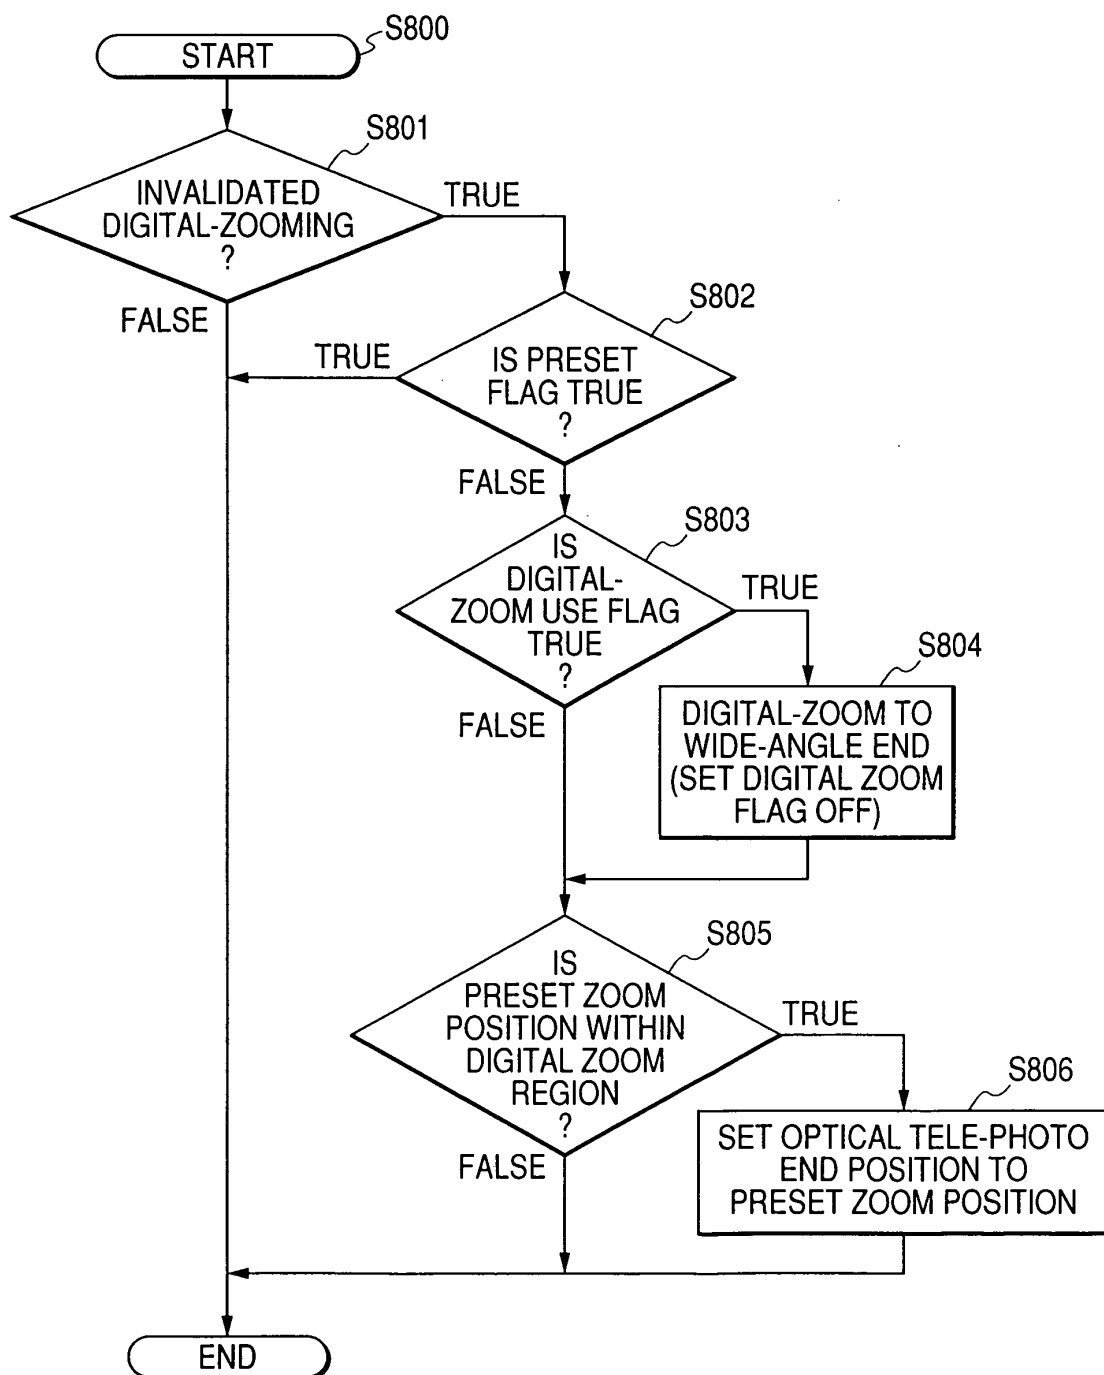 START
S800
S801
INVALIDATED
DIGITAL-ZOOMING
?
TRUE
FALSE
S802
TRUE
IS PRESET
FLAG TRUE
?
FALSE
S803
IS
DIGITAL-
ZOOM USE FLAG
TRUE
?
TRUE
FALSE
S804
DIGITAL-ZOOM TO
WIDE-ANGLE END
(SET DIGITAL ZOOM
FLAG OFF)
S805
IS
PRESET ZOOM
POSITION WITHIN
DIGITAL ZOOM
REGION
?
TRUE
FALSE
S806
SET OPTICAL TELE-PHOTO
END POSITION TO
PRESET ZOOM POSITION
END